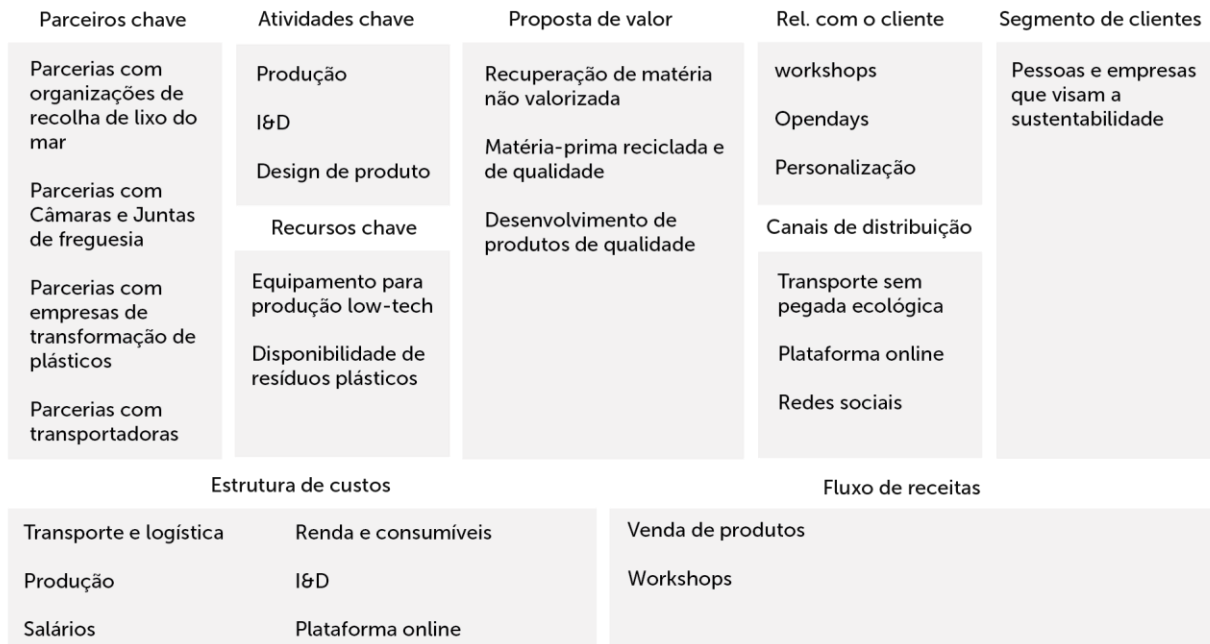 Parceiros chave
Parcerias com
organizações de
recolha de lixo do
mar
Parcerias com
Câmaras e Juntas
de freguesia
Parcerias com
empresas de
transformação de
plásticos
Parcerias com
transportadoras
Atividades chave
Produção
I&D
Design de produto
Recursos chave
Equipamento para
produção low-tech
Disponibilidade de
resíduos plásticos
Proposta de valor
Recuperação de matéria
não valorizada
Matéria-prima reciclada e
de qualidade
Desenvolvimento de
produtos de qualidade
Rel. com o cliente
workshops
Opendays
Personalização
Canais de distribuição
Transporte sem
pegada ecológica
Plataforma online
Redes sociais
Segmento de clientes
Pessoas e empresas
que visam a
sustentabilidade
Estrutura de custos
Transporte e logística
Produção
Salários
Renda e consumíveis
I&D
Plataforma online
Fluxo de receitas
Venda de produtos
Workshops